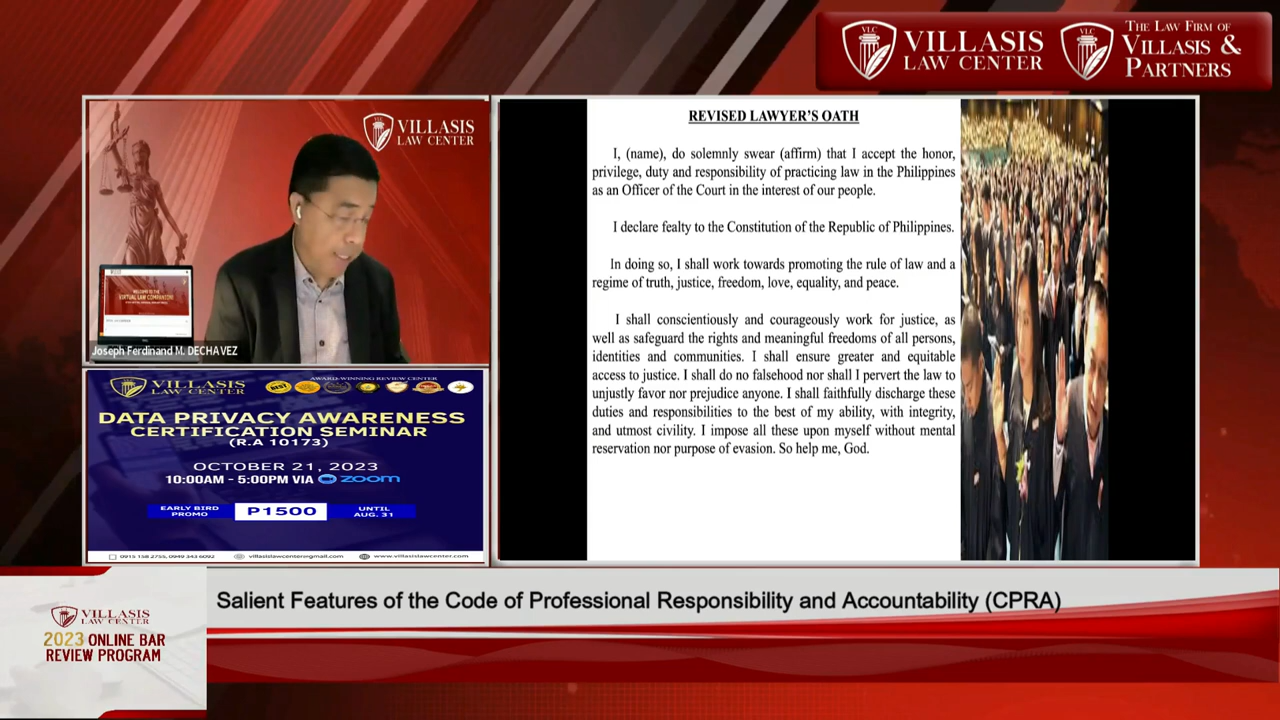 VLC
VILLASIS
LAW CENTER
VLC
THE LAW FIRM OF
VILLASIS &
PARTNERS
VILLASIS
LAW CENTER
Joseph Ferdinand M. DECHAVEZ
REVISED LAWYER'S OATH
I, (name), do solemnly swear (affirm) that I accept the honor,
privilege, duty and responsibility of practicing law in the Philippines
as an Officer of the Court in the interest of our people.
I declare fealty to the Constitution of the Republic of Philippines.
In doing so, I shall work towards promoting the rule of law and a
regime of truth, justice, freedom, love, equality, and peace.
I shall conscientiously and courageously work for justice, as
well as safeguard the rights and meaningful freedoms of all persons,
identities and communities. I shall ensure greater and equitable
access to justice. I shall do no falsehood nor shall I pervert the law to
unjustly favor nor prejudice anyone. I shall faithfully discharge these
duties and responsibilities to the best of my ability, with integrity,
and utmost civility. I impose all these upon myself without mental
reservation nor purpose of evasion. So help me, God.
VILLASIS
LAW CENTER
AWARD-WINNING REVIEW CENTER
DATA PRIVACY AWARENESS
CERTIFICATION SEMINAR
(R.A 10173)
OCTOBER 21, 2023
10:00AM - 5:00PM VIA zoom
EARLY BIRD
PROMO
P1500
UNTIL
AUG. 31
www.villasislawcenter.com
VILLASIS
LAW CENTER
2023 ONLINE BAR
REVIEW PROGRAM
Salient Features of the Code of Professional Responsibility and Accountability (CPRA)